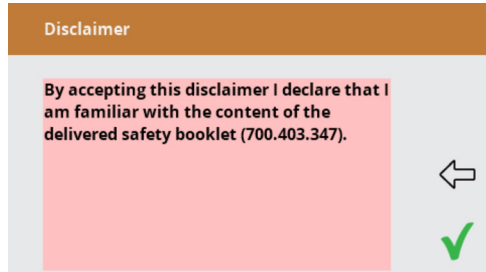 Disclaimer
By accepting this disclaimer I declare that I
am familiar with the content of the
delivered safety booklet (700.403.347).